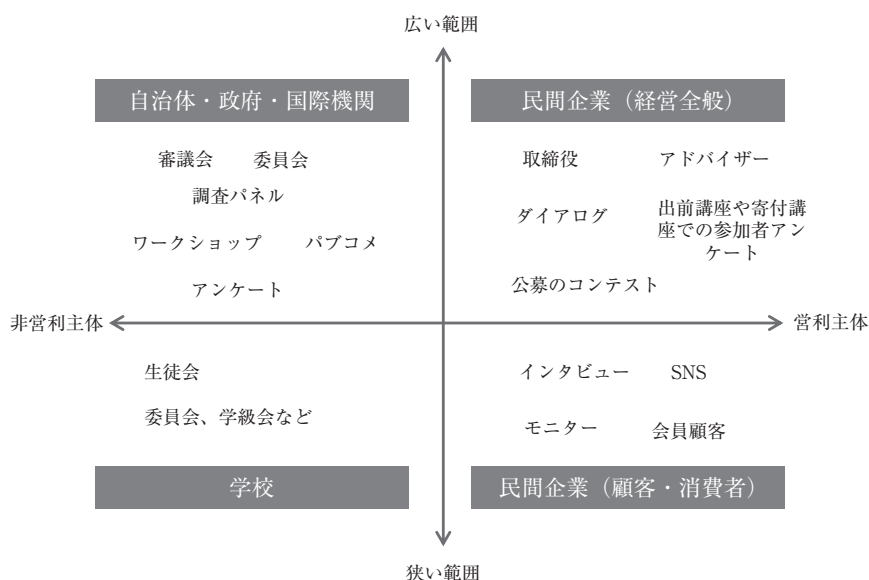 広い範囲
自治体・政府・国際機関
民間企業（経営全般）
審議会
委員会
調査パネル
ワークショップ
パブコメ
アンケート
取締役
アドバイザー
ダイアログ
出前講座や寄付講
座での参加者アン
ケート
公募のコンテスト
非営利主体
営利主体
生徒会
委員会、学級会など
インタビュー
SNS
モニター
会員顧客
学校
民間企業（顧客・消費者）
狭い範囲